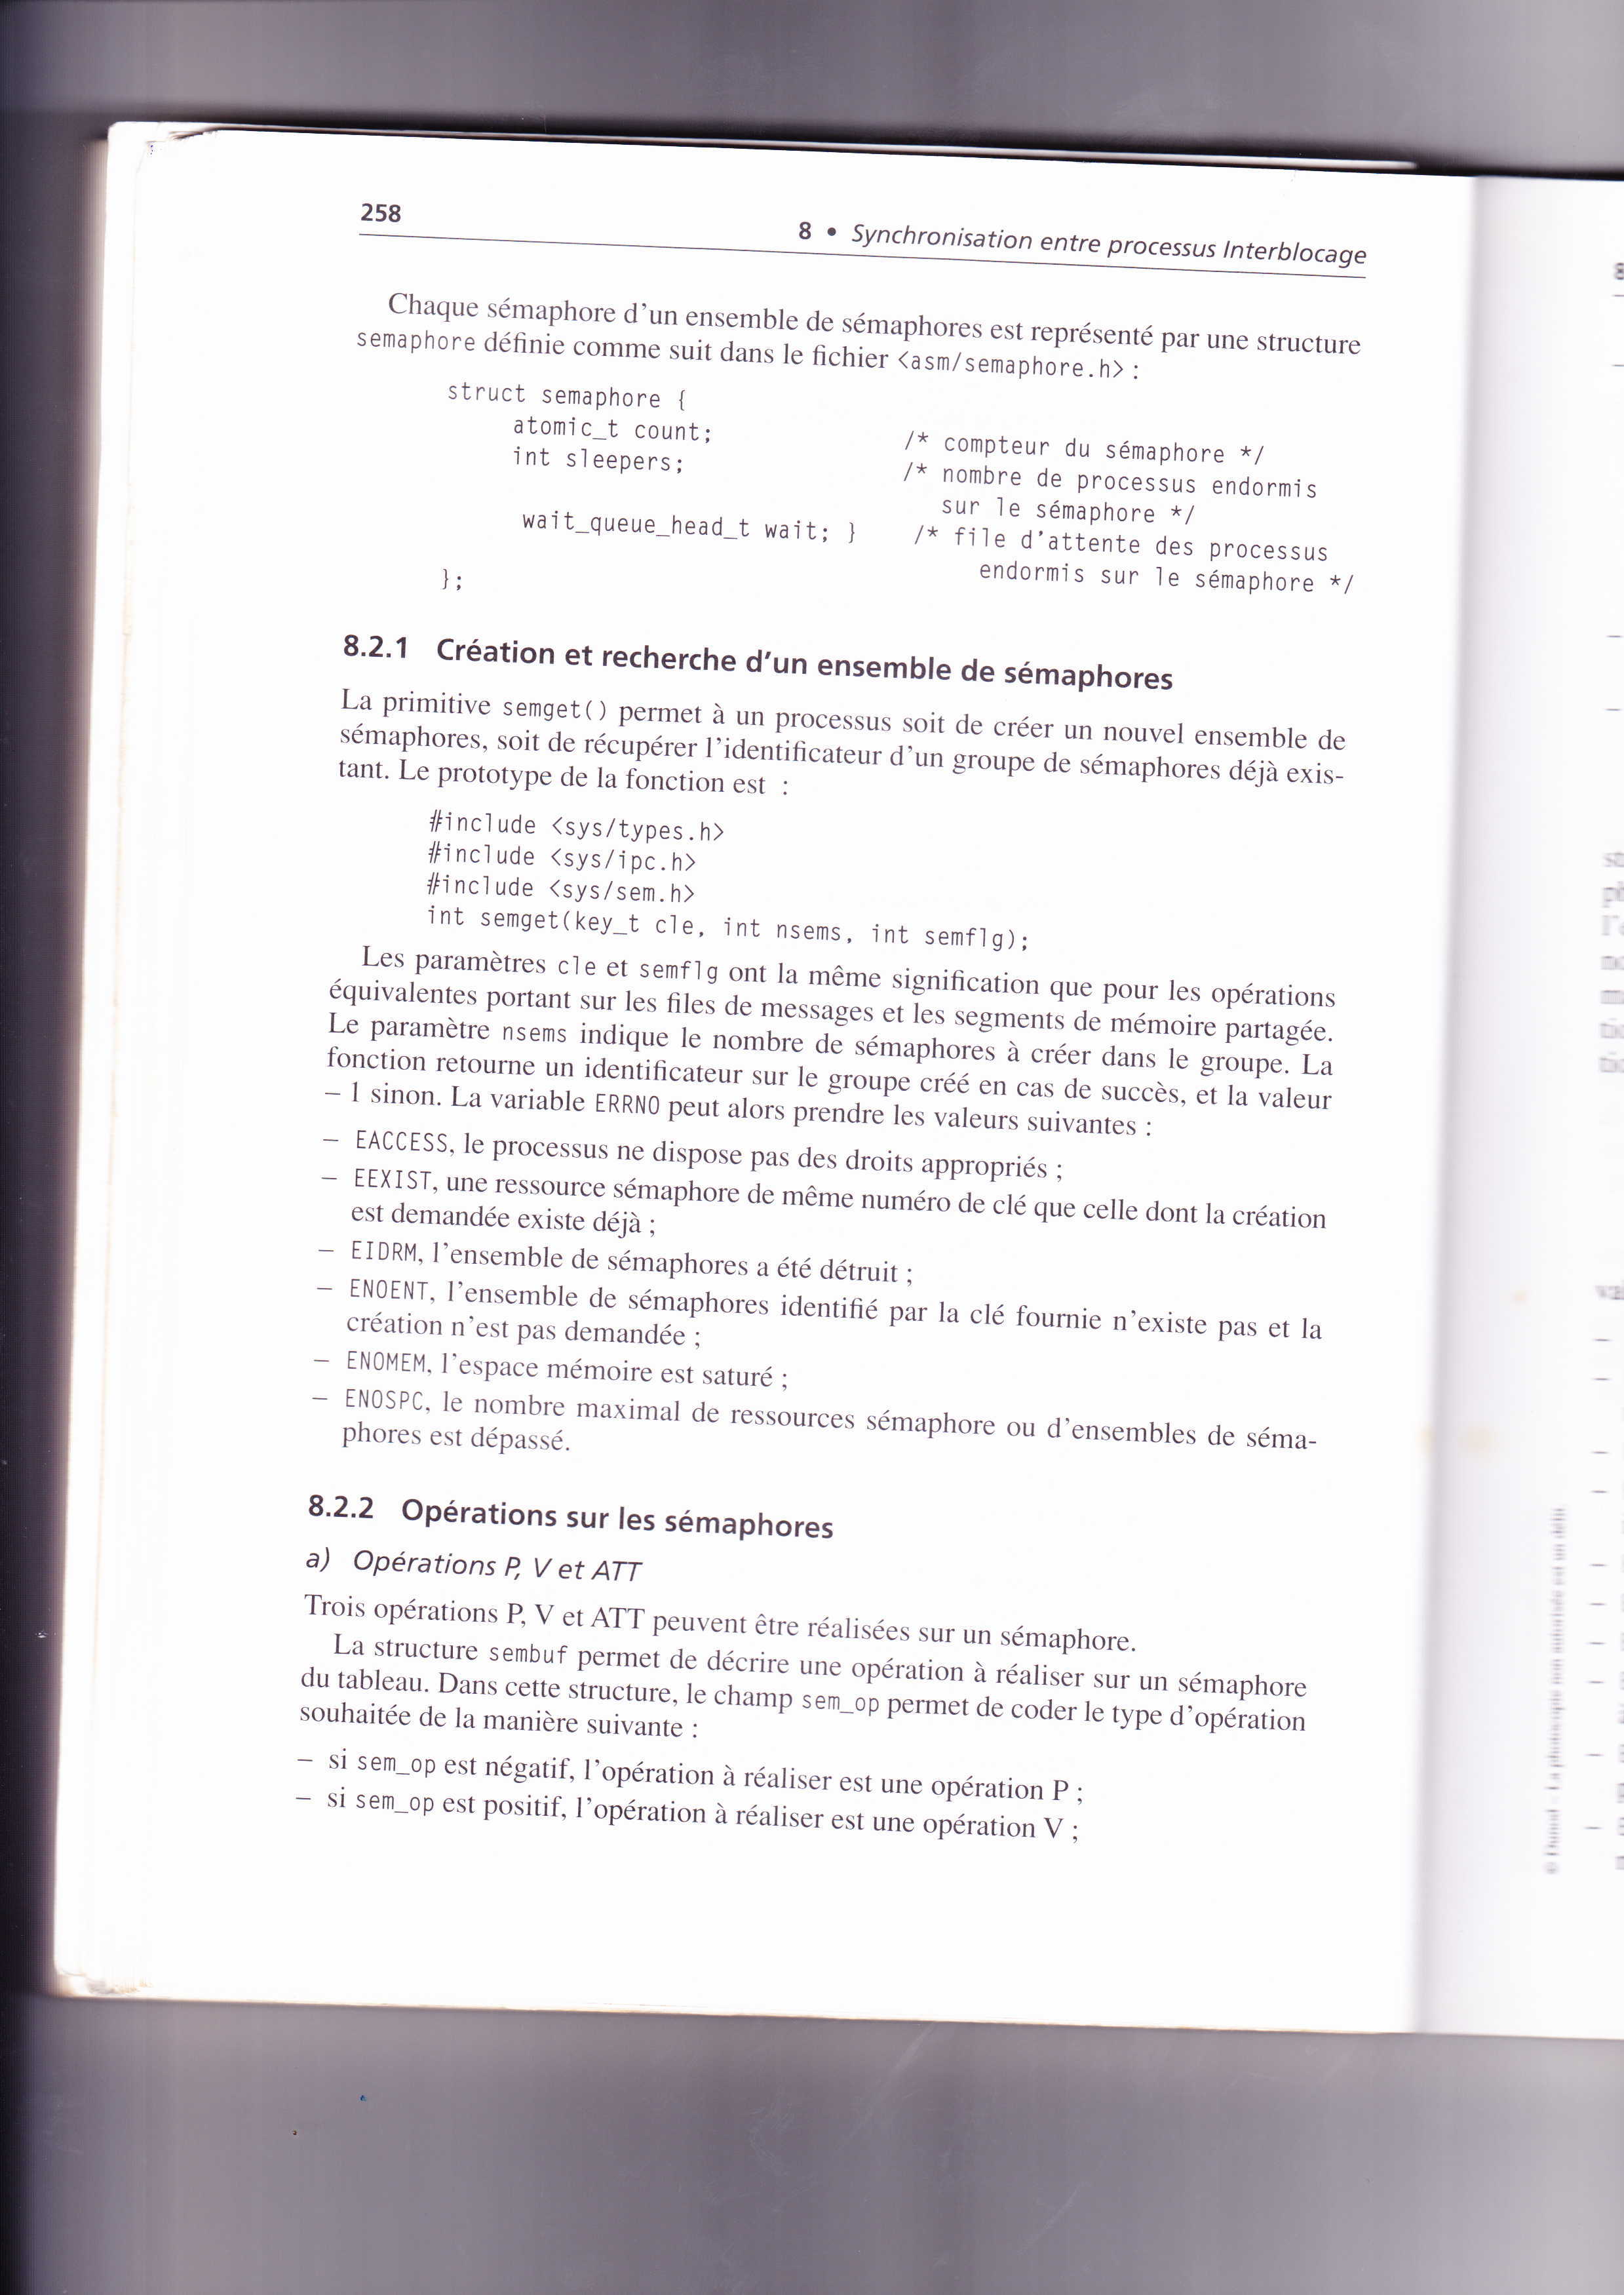 258
8 • Synchronisation entre processus Interblocage
Chaque sémaphore d'un ensemble de sémaphores est représenté par une structure
semaphore définie comme suit dans le fichier <asm/semaphore.h> :
struct semaphore {
atomic_t count; /* compteur du sémaphore */
int sleepers; /* nombre de processus endormis
sur le sémaphore */
wait_queue_head_t wait; } /* file d'attente des processus
endormis sur le sémaphore */
};
8.2.1 Création et recherche d'un ensemble de sémaphores
La primitive semget() permet à un processus soit de créer un nouvel ensemble de
sémaphores, soit de récupérer l'identificateur d'un groupe de sémaphores déjà exis-
tant. Le prototype de la fonction est :
#include <sys/types.h>
#include <sys/ipc.h>
#include <sys/sem.h>
int semget(key_t cle, int nsems, int semflg);
Les paramètres cle et semflg ont la même signification que pour les opérations
équivalentes portant sur les files de messages et les segments de mémoire partagée.
Le paramètre nsems indique le nombre de sémaphores à créer dans le groupe. La
fonction retourne un identificateur sur le groupe créé en cas de succès, et la valeur
– 1 sinon. La variable ERRNO peut alors prendre les valeurs suivantes :
– EACCESS, le processus ne dispose pas des droits appropriés ;
– EEXIST, une ressource sémaphore de même numéro de clé que celle dont la création
est demandée existe déjà ;
– EIDRM, l'ensemble de sémaphores a été détruit ;
– ENOENT, l'ensemble de sémaphores identifié par la clé fournie n'existe pas et la
création n'est pas demandée ;
– ENOMEM, l'espace mémoire est saturé ;
– ENOSPC, le nombre maximal de ressources sémaphore ou d'ensembles de séma-
phores est dépassé.
8.2.2 Opérations sur les sémaphores
a) Opérations P, V et ATT
Trois opérations P, V et ATT peuvent être réalisées sur un sémaphore.
La structure sembuf permet de décrire une opération à réaliser sur un sémaphore
du tableau. Dans cette structure, le champ sem_op permet de coder le type d'opération
souhaitée de la manière suivante :
– si sem_op est négatif, l'opération à réaliser est une opération P ;
– si sem_op est positif, l'opération à réaliser est une opération V ;